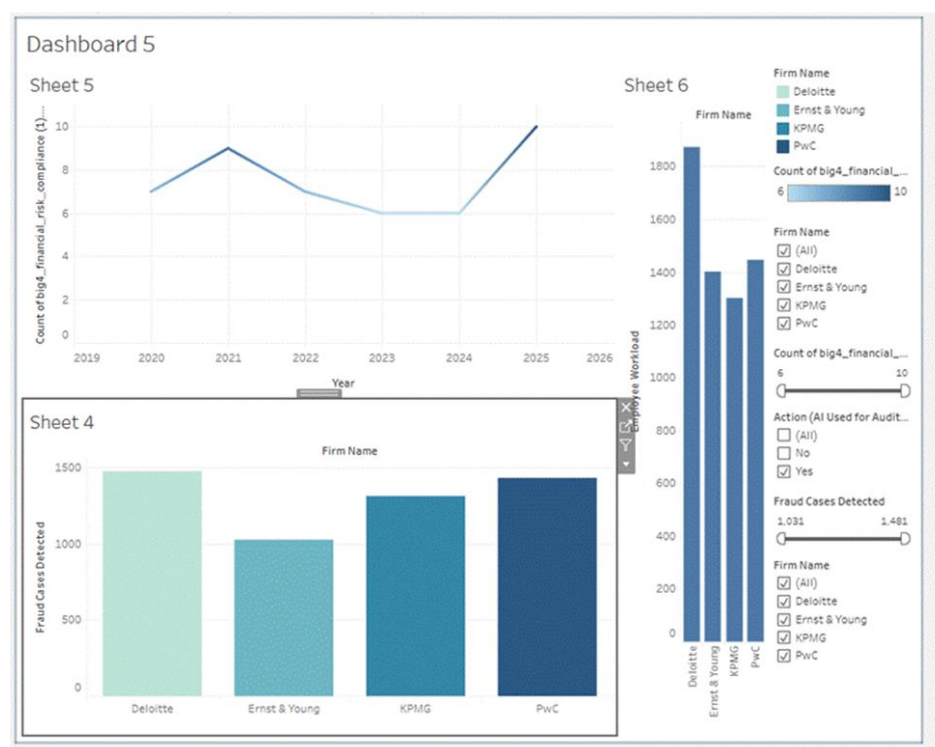 Dashboard 5
Sheet 5
Count of big4_financial_risk_compliance (1)....
10
8
6
4
2
0
2019 2020 2021 2022 2023 2024 2025 2026
Year
Sheet 4
Firm Name
Fraud Cases Detected
1500
1000
500
0
Deloitte Ernst & Young KPMG PwC
Sheet 6
Firm Name
Employee Workload
1800
1600
1400
1200
1000
800
600
400
200
0
Deloitte
Ernst & Young
KPMG
PwC
Firm Name
Deloitte
Ernst & Young
KPMG
PwC
Count of big4_financial_...
6 10
Firm Name
(All)
Deloitte
Ernst & Young
KPMG
PwC
Count of big4_financial_...
6 10
Action (AI Used for Audit...
(All)
No
Yes
Fraud Cases Detected
1,031 1,481
Firm Name
(All)
Deloitte
Ernst & Young
KPMG
PwC